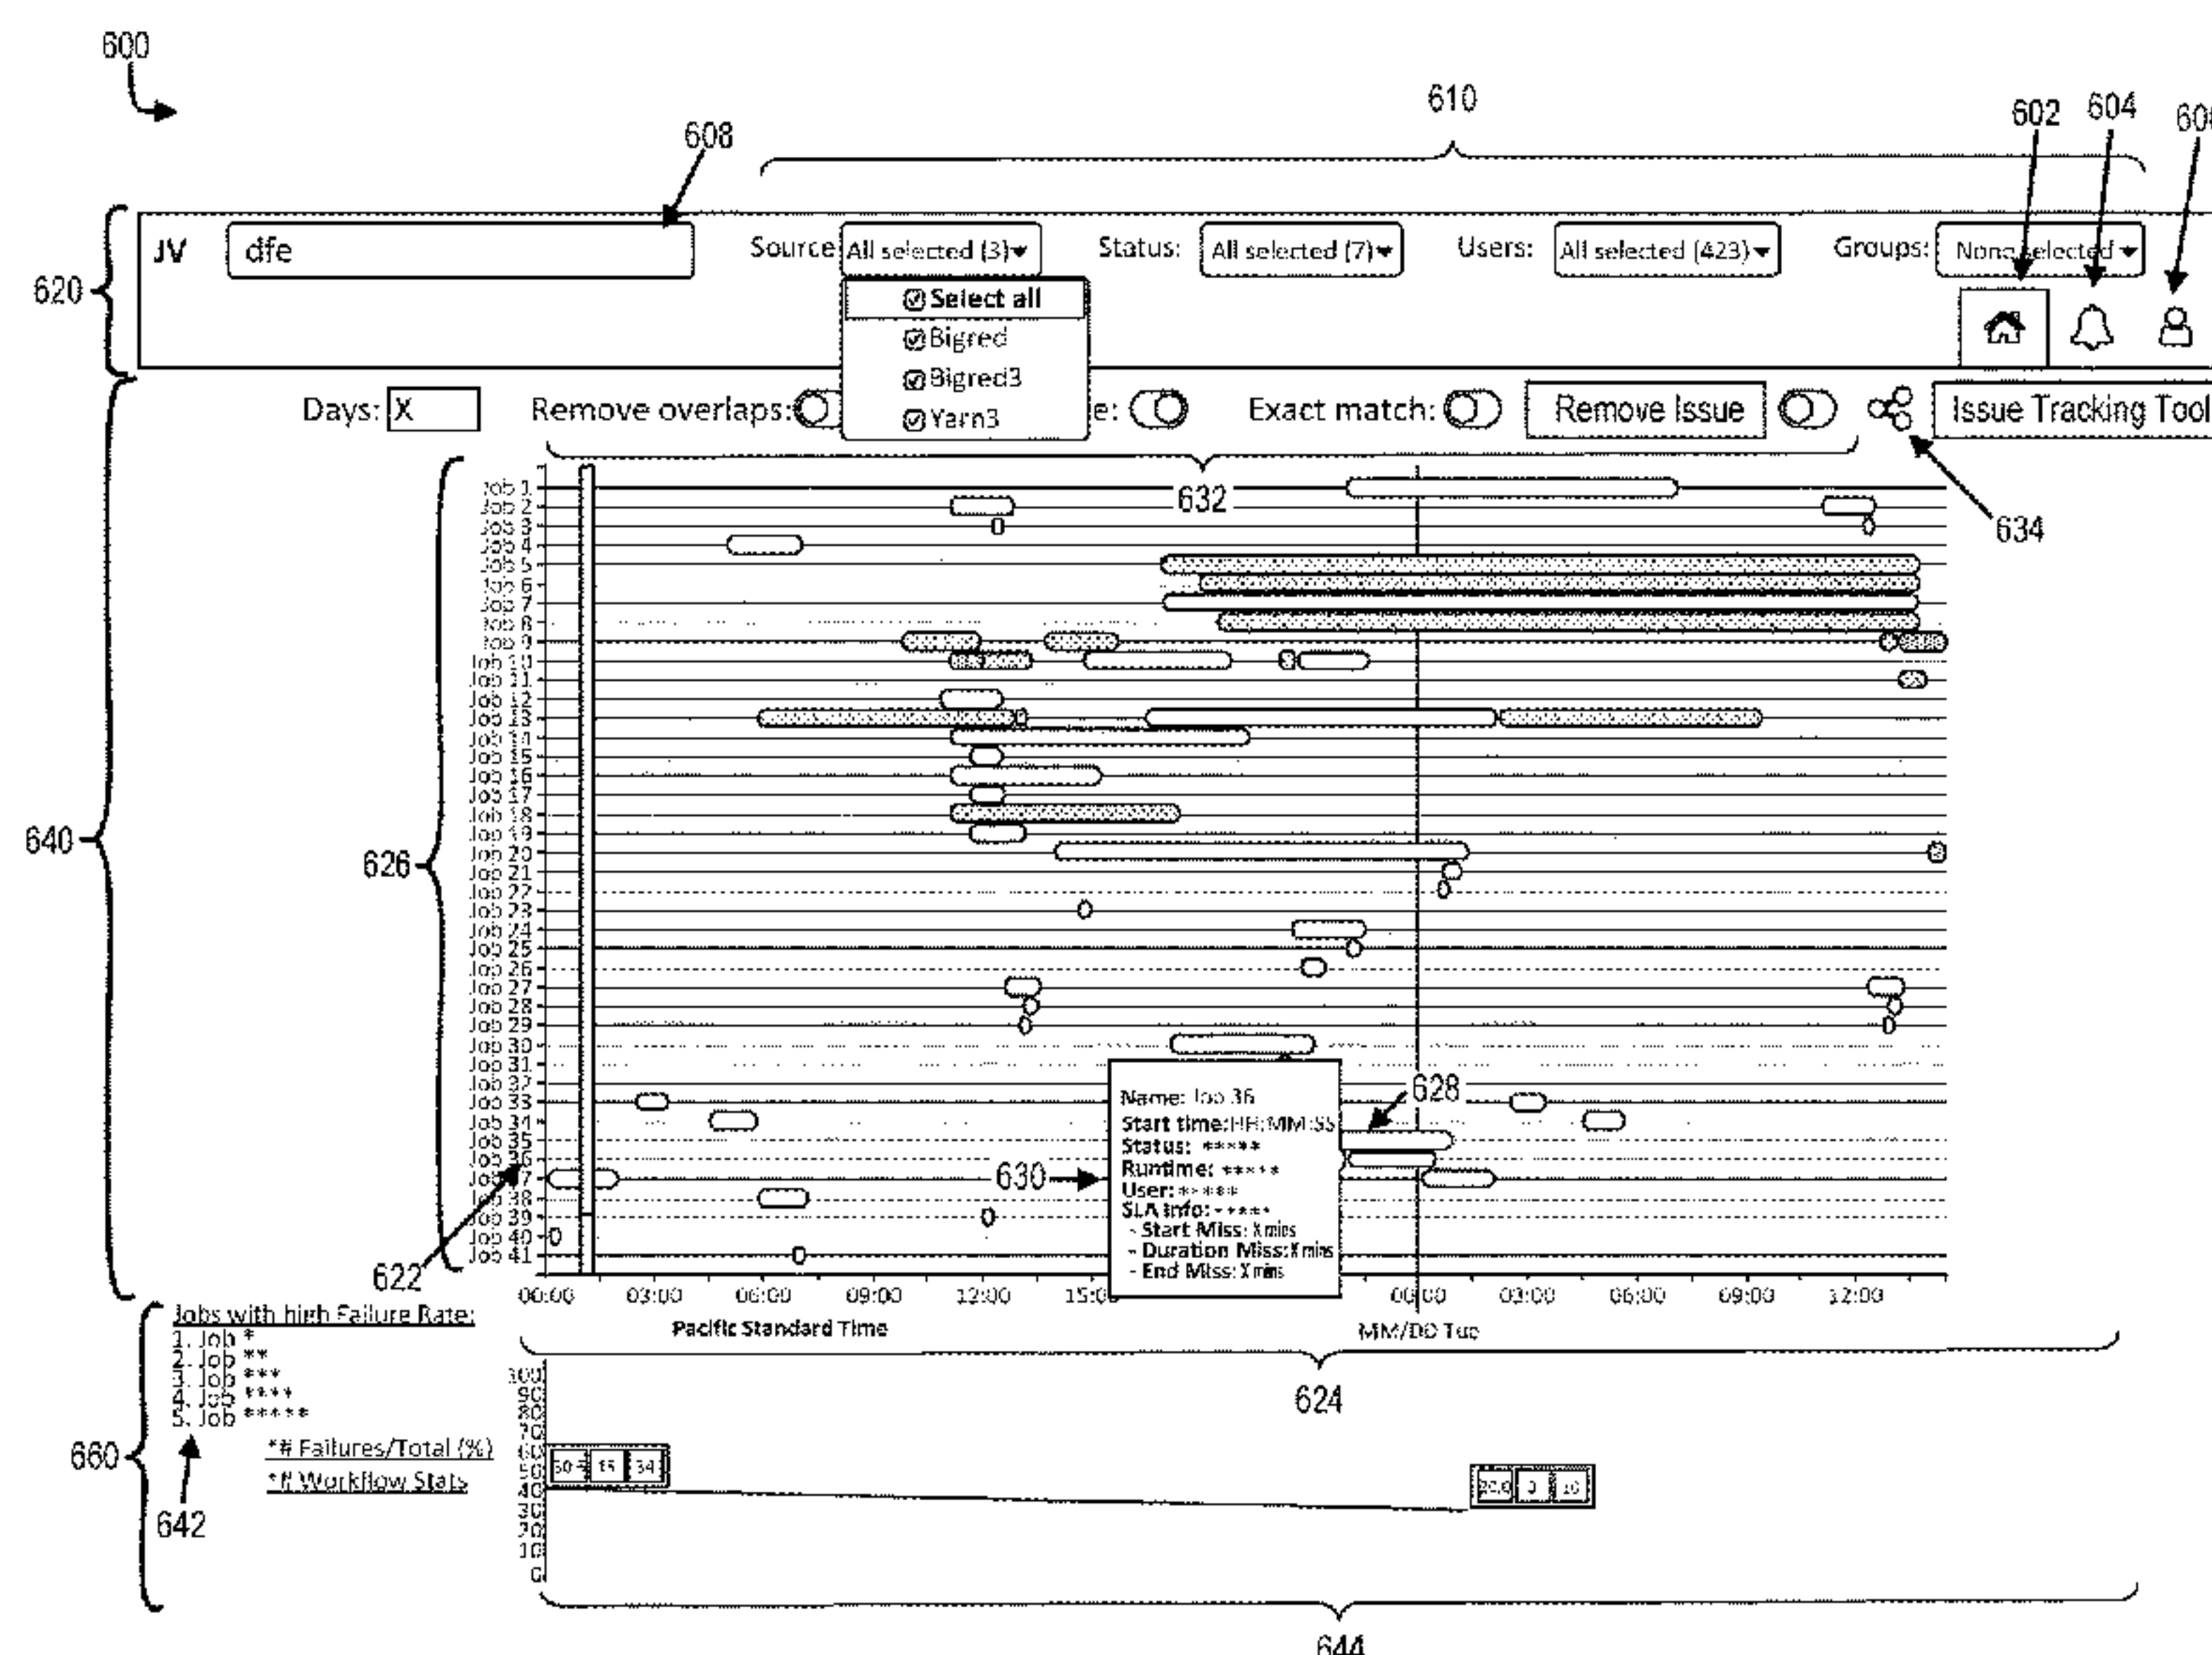 600
610
602 604
608
JV dfe Source: All selected (3) Status: All selected (7) Users: All selected (423) Groups: None selected
620
Select all
Bigred
Bigred3
Yarn3
Days: X Remove overlaps: e: Exact match: Remove Issue Issue Tracking Tool
632
634
Job 1
Job 2
Job 3
Job 4
Job 5
Job 6
Job 7
Job 8
Job 9
Job 10
Job 11
Job 12
Job 13
Job 14
Job 15
Job 16
Job 17
Job 18
Job 19
Job 20
Job 21
Job 22
Job 23
Job 24
Job 25
Job 26
Job 27
Job 28
Job 29
Job 30
Job 31
Job 32
Job 33
Job 34
Job 35
Job 36
Job 37
Job 38
Job 39
Job 40
Job 41
640
626
622
628
630
Name: Job 36
Start time: HH:MM:SS
Status: *****
Runtime: *****
User: *****
SLA Info: *****
- Start Miss: X mins
- Duration Miss: X mins
- End Miss: X mins
00:00 03:00 06:00 09:00 12:00 15:0 00:00 03:00 06:00 09:00 12:00
Pacific Standard Time MM/DD Tue
624
Jobs with high Failure Rate:
1. Job *
2. Job **
3. Job ***
4. Job ****
5. Job *****
*# Failures/Total (%)
*# Workflow Stats
660
642
100
90
80
70
60
50
40
30
20
10
0
15 34
10
644